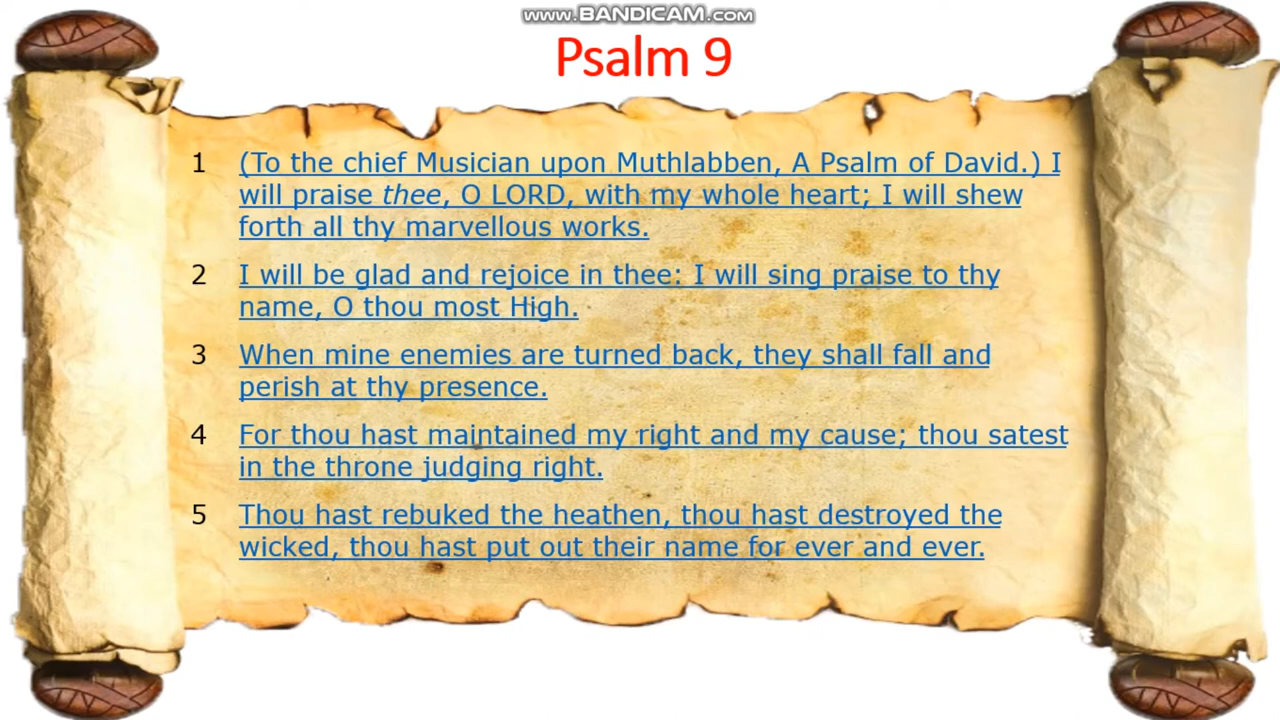 www.BANDICAM.com
Psalm 9
1 (To the chief Musician upon Muthlabben, A Psalm of David.) I
will praise thee, O LORD, with my whole heart; I will shew
forth all thy marvellous works.
2 I will be glad and rejoice in thee: I will sing praise to thy
name, O thou most High.
3 When mine enemies are turned back, they shall fall and
perish at thy presence.
4 For thou hast maintained my right and my cause; thou satest
in the throne judging right.
5 Thou hast rebuked the heathen, thou hast destroyed the
wicked, thou hast put out their name for ever and ever.